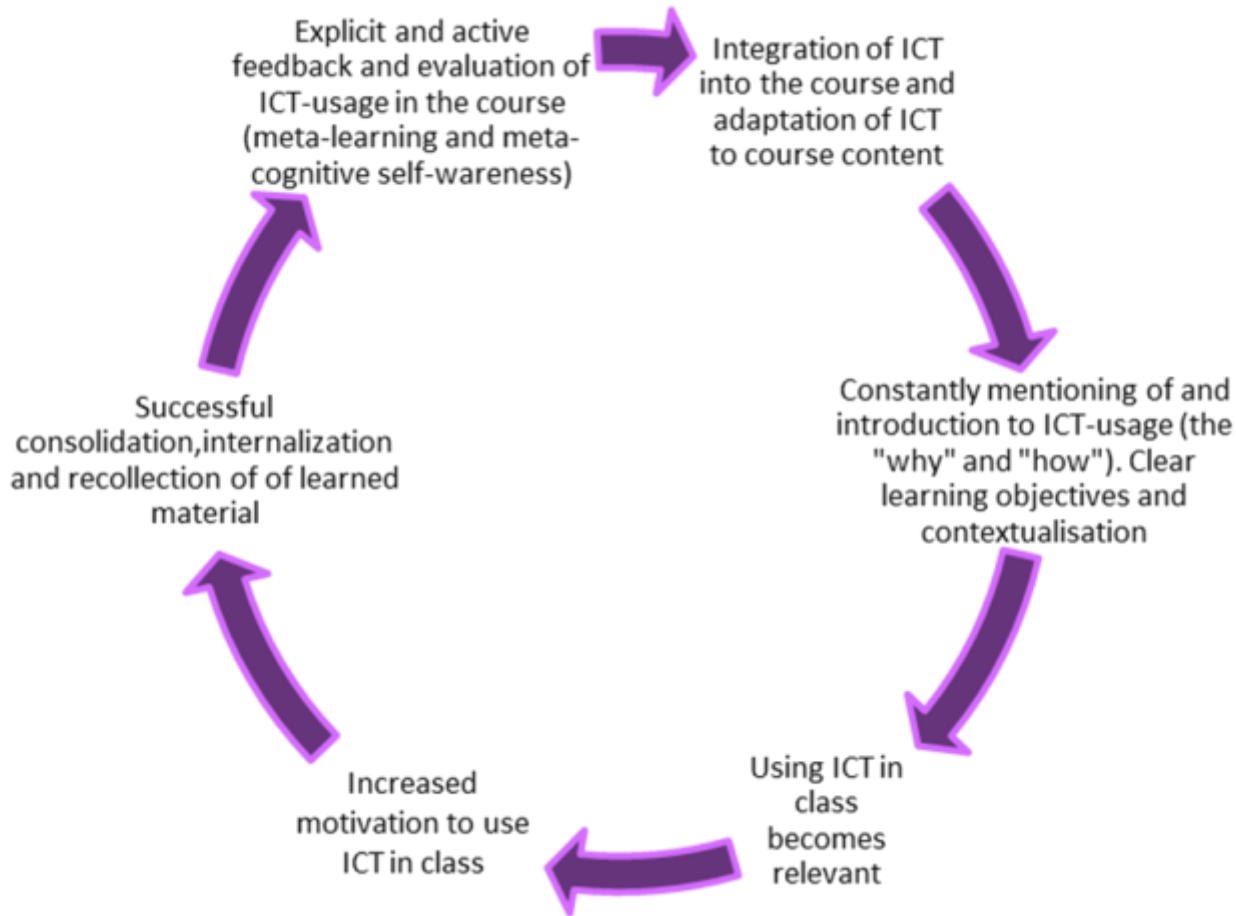 Explicit and active
feedback and evaluation of
ICT-usage in the course
(meta-learning and meta-
cognitive self-wareness)
Integration of ICT
into the course and
adaptation of ICT
to course content
Constantly mentioning of and
introduction to ICT-usage (the
"why" and "how"). Clear
learning objectives and
contextualisation
Using ICT in
class
becomes
relevant
Increased
motivation to use
ICT in class
Successful
consolidation,internalization
and recollection of of learned
material